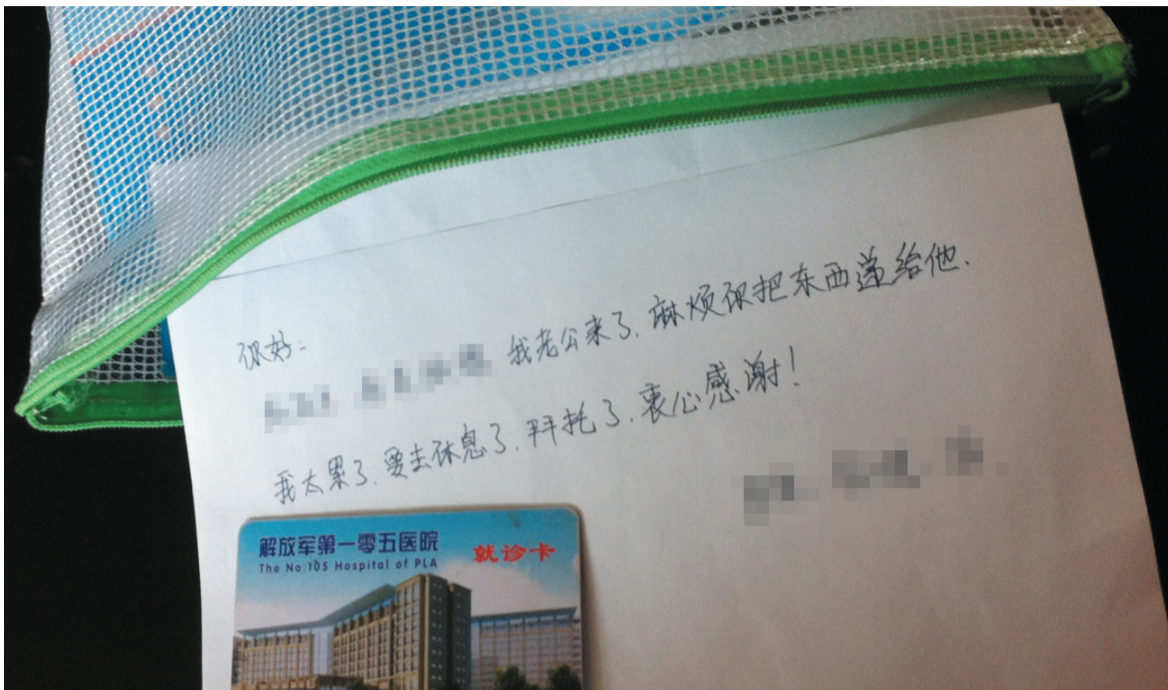 你好:
我老公来了.麻烦你把东西递给他.
我太累了.要去休息了.拜托了.衷心感谢!
解放军第一零五医院
就诊卡
The No:105 Hospital of PLA